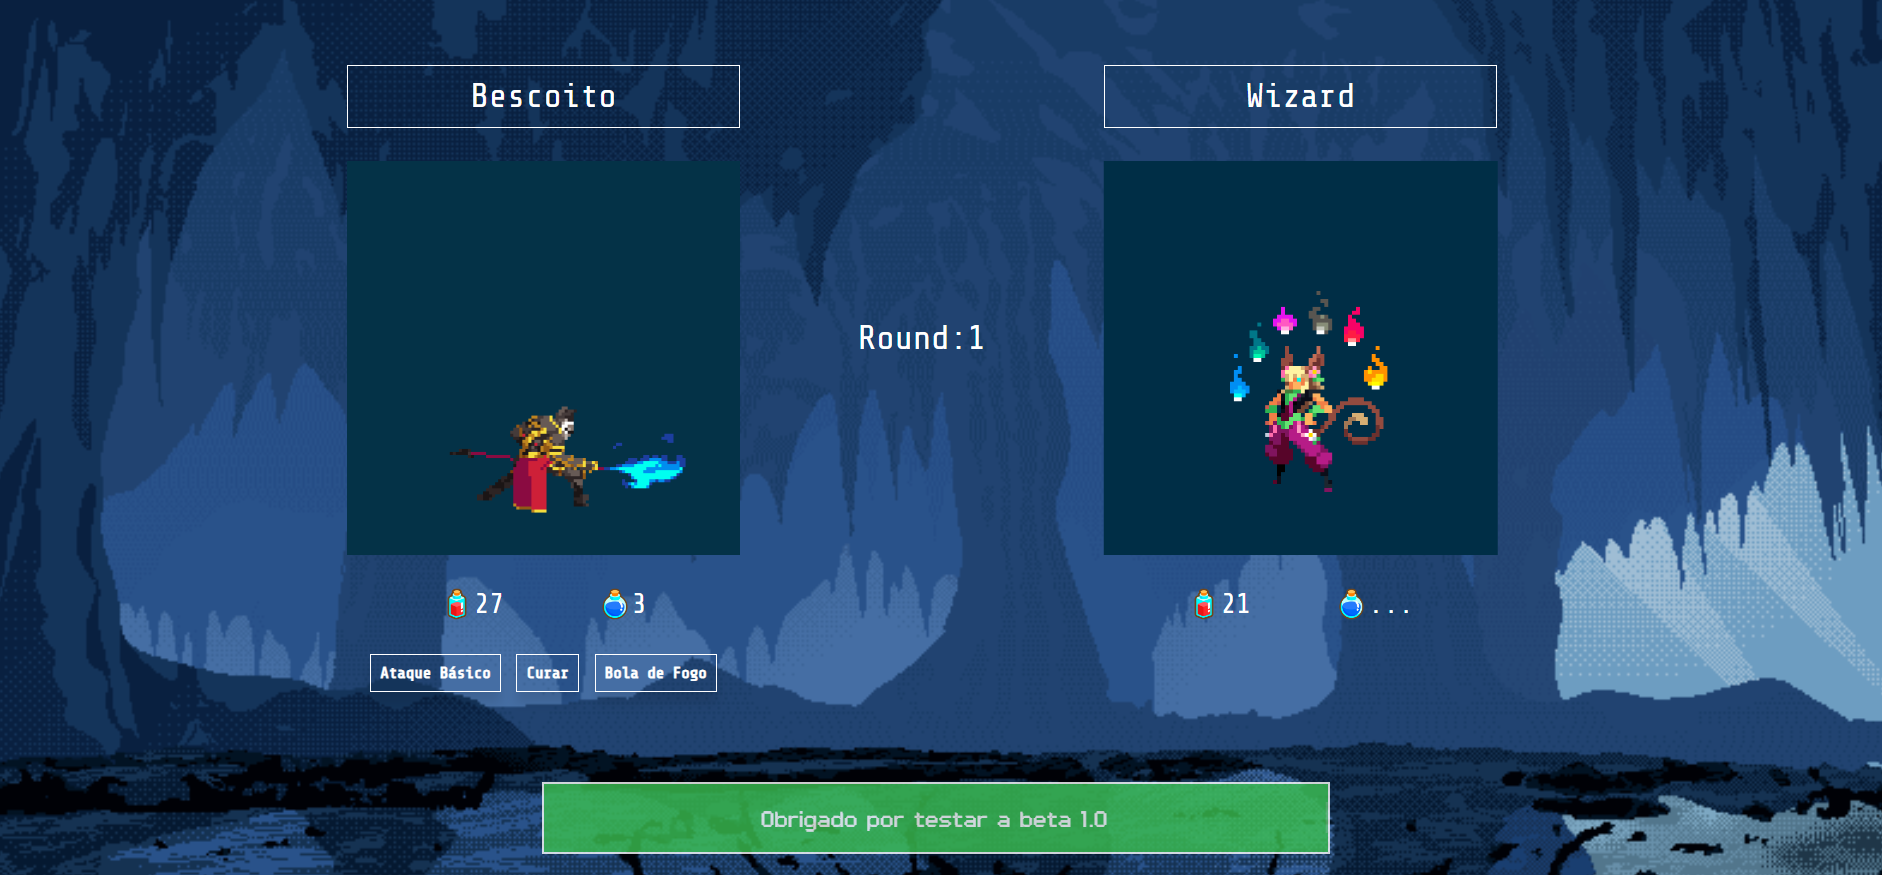 Bescoito
Wizard
Round:1
27
3
21
...
Ataque Básico
Curar
Bola de Fogo
Obrigado por testar a beta 1.0